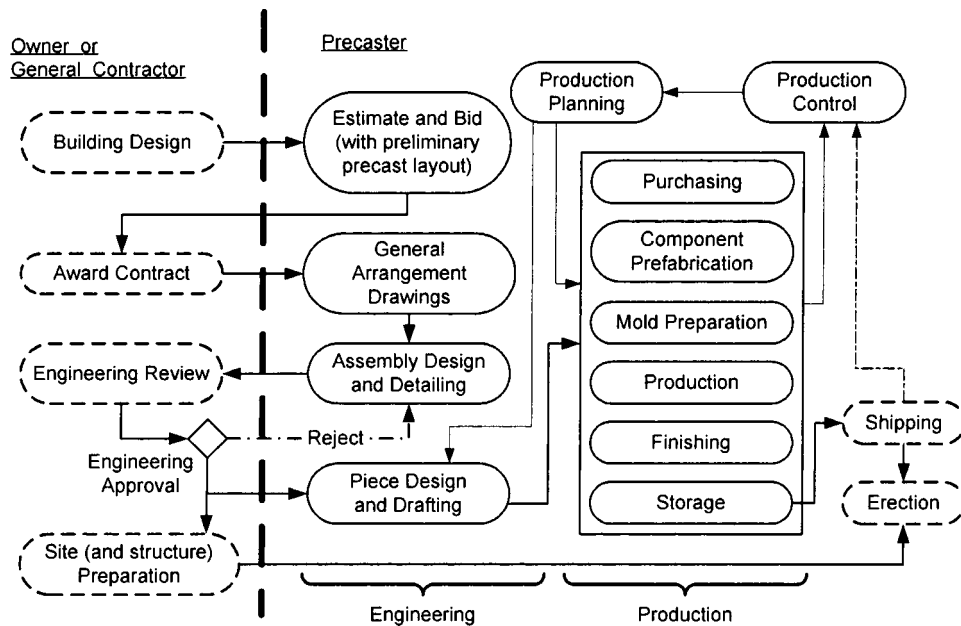 Owner or
General Contractor
Precaster
Building Design
Estimate and Bid
(with preliminary
precast layout)
Production
Planning
Production
Control
Award Contract
General
Arrangement
Drawings
Purchasing
Component
Prefabrication
Mold Preparation
Engineering Review
Assembly Design
and Detailing
Production
Reject
Engineering
Approval
Finishing
Shipping
Piece Design
and Drafting
Storage
Erection
Site (and structure)
Preparation
Engineering
Production